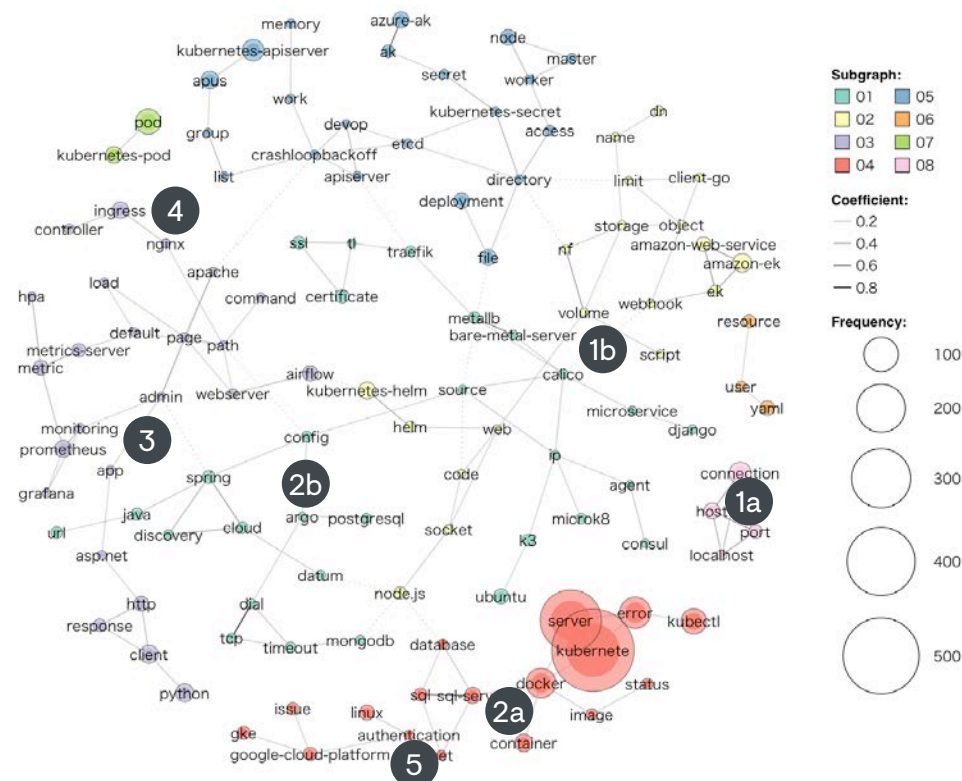 memory
azure-ak
kubernetes-apiserver
ak
node
master
apus
secret
worker
work
kubernetes-secret
dn
pod
group
devop
etcd
access
name
kubernetes-pod
crashloopbackoff
list
apiserver
directory
limit
client-go
deployment
ingress
4
controller
nginx
ssl
tl
traefik
file
nf
storage
object
amazon-web-service
amazon-ek
apache
load
command
certificate
ek
hpa
volume
webhook
metallb
resource
default
page
path
bare-metal-server
1b
script
metrics-server
metric
airflow
calico
admin
webserver
kubernetes-helm
source
user
yaml
microservice
monitoring
3
config
helm
web
django
prometheus
ip
app
spring
2b
code
agent
connection
1a
grafana
java
argo
postgresql
microk8
host
port
url
discovery
cloud
socket
k3
consul
localhost
asp.net
datum
node.js
ubuntu
http
dial
response
tcp
timeout
mongodb
database
server
error
kubectl
client
kubernete
python
sql
docker
status
issue
linux
2a
image
gke
authentication
container
google-cloud-platform
5
Subgraph:
01 05
02 06
03 07
04 08
Coefficient:
0.2
0.4
0.6
0.8
Frequency:
100
200
300
400
500